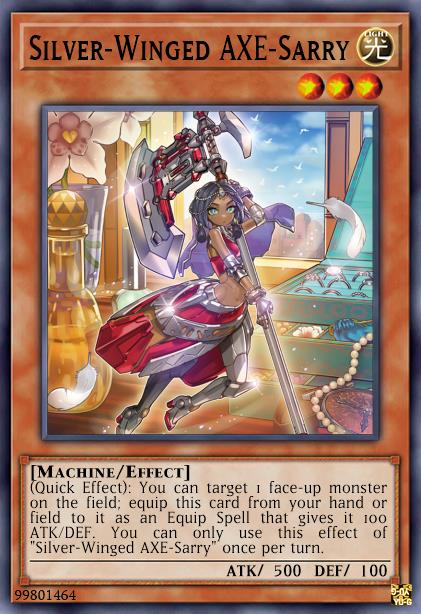 Silver-Winged AXE-Sarry
LIGHT
光
[Machine/Effect]
(Quick Effect): You can target 1 face-up monster
on the field; equip this card from your hand or
field to it as an Equip Spell that gives it 100
ATK/DEF. You can only use this effect of
"Silver-Winged AXE-Sarry" once per turn.
ATK/ 500 DEF/ 100
99801464